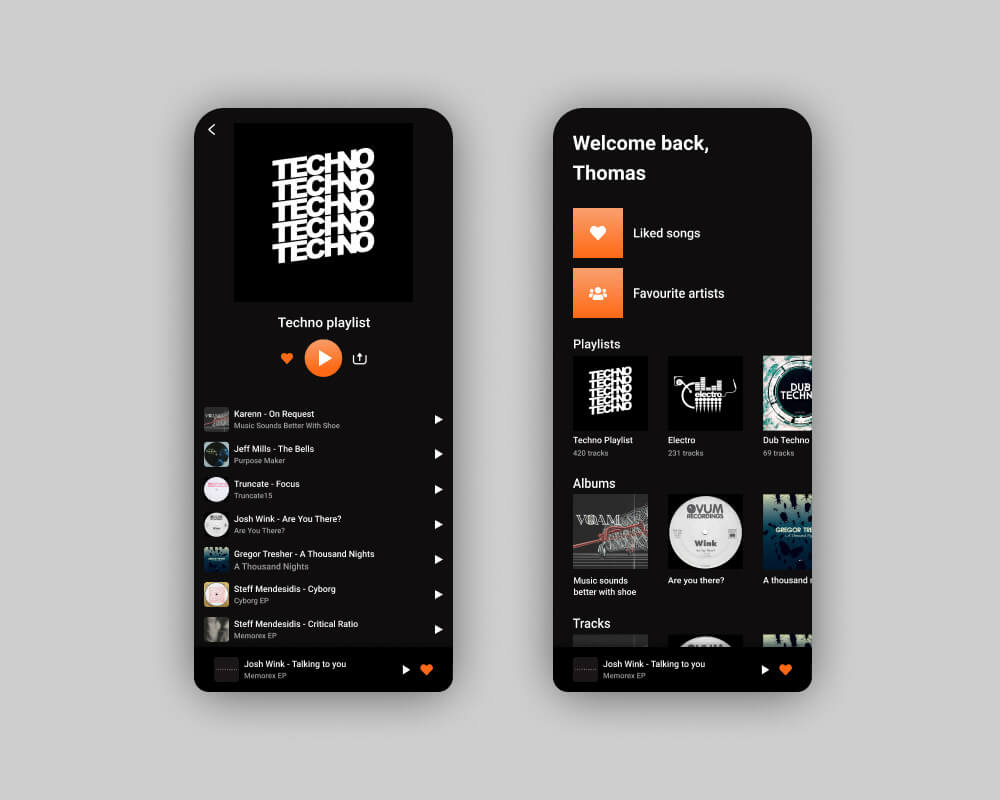 TECHNO
TECHNO
TECHNO
TECHNO
TECHNO
Techno playlist
Karenn - On Request
Music Sounds Better With Shoe
Jeff Mills - The Bells
Purpose Maker
Truncate - Focus
Truncate15
Josh Wink - Are You There?
Are You There?
Gregor Tresher - A Thousand Nights
A Thousand Nights
Steff Mendesidis - Cyborg
Cyborg EP
Steff Mendesidis - Critical Ratio
Memorex EP
Josh Wink - Talking to you
Memorex EP
Welcome back,
Thomas
Liked songs
Favourite artists
Playlists
TECHNO
TECHNO
TECHNO
TECHNO
TECHNO
electro
DUB
TECHN
Techno Playlist
420 tracks
Electro
231 tracks
Dub Techno
69 tracks
Albums
VOAM
OVUM
RECORDINGS
Wink
GREGOR TRE
Music sounds
better with shoe
Are you there?
A thousand
Tracks
Josh Wink - Talking to you
Memorex EP